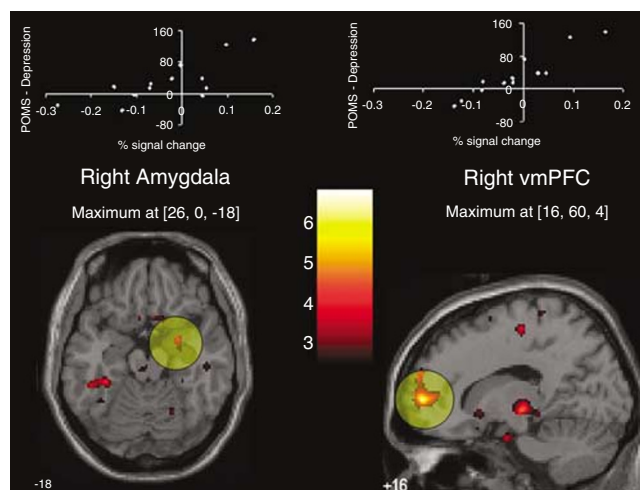 POMS - Depression
160
80
0
-80
-0.3 -0.2 -0.1 0 0.1 0.2
% signal change
Right Amygdala
Maximum at [26, 0, -18]
-18
POMS - Depression
160
80
0
-80
-0.3 -0.2 -0.1 0 0.1 0.2
% signal change
Right vmPFC
Maximum at [16, 60, 4]
+16
6
5
4
3